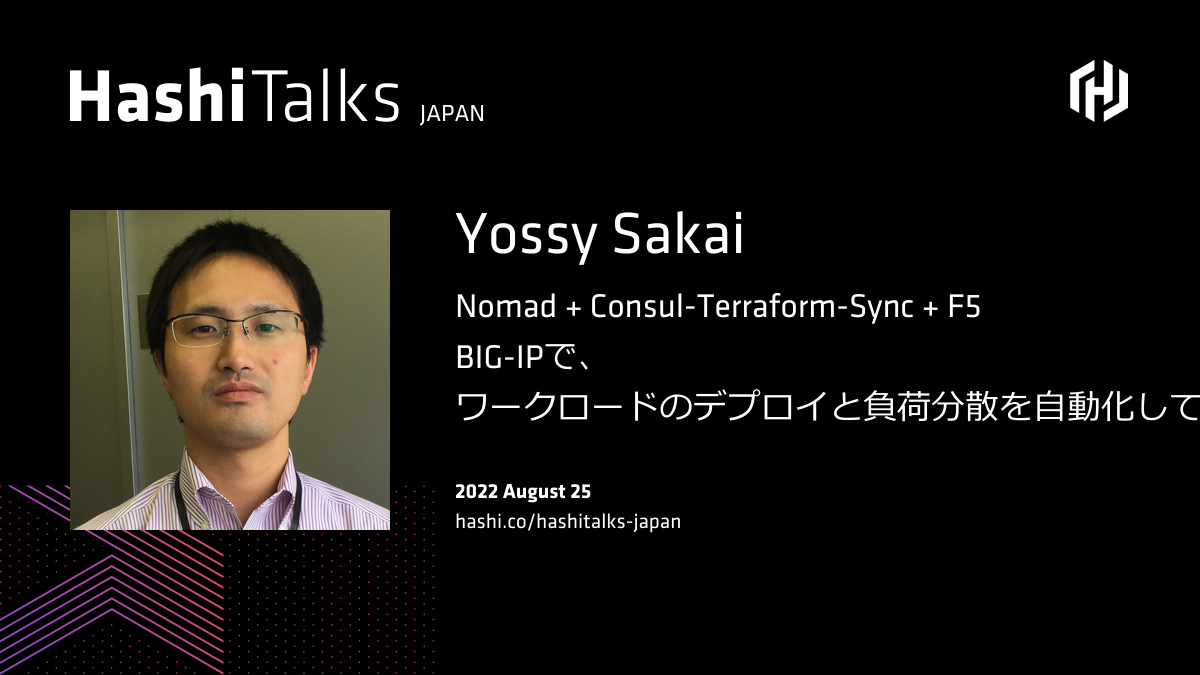 HashiTalks JAPAN
Yossy Sakai
Nomad + Consul-Terraform-Sync + F5
BIG-IPで、
ワークロードのデプロイと負荷分散を自動化して
2022 August 25
hashi.co/hashitalks-japan